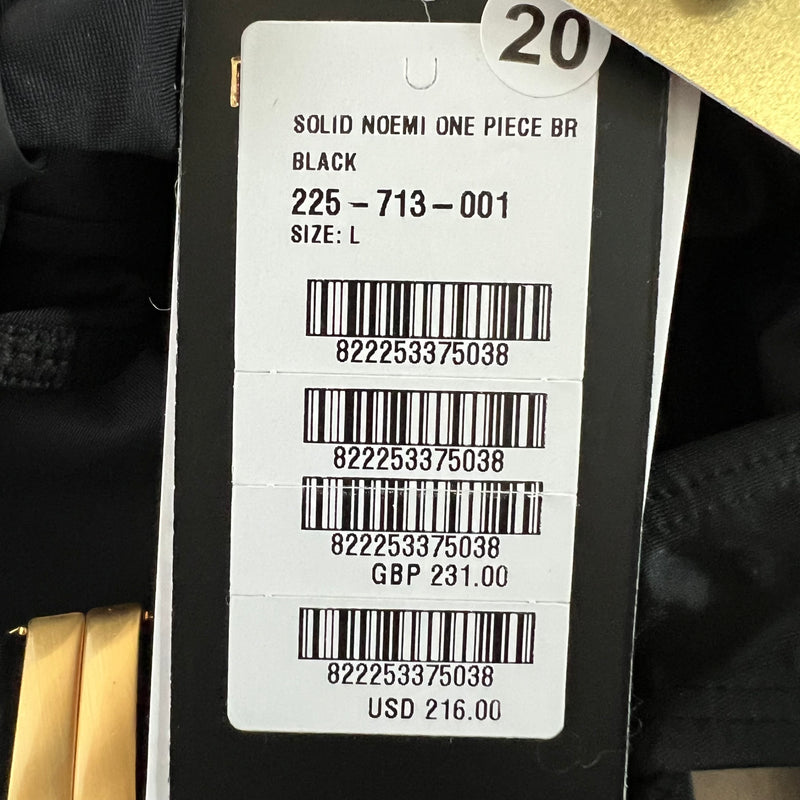 20
SOLID NOEMI ONE PIECE BR
BLACK
225-713-001
SIZE: L
822253375038
822253375038
822253375038
GBP 231.00
822253375038
USD 216.00